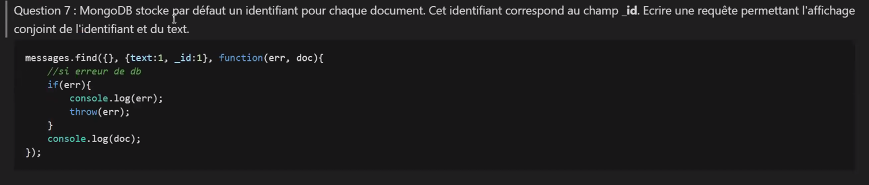 Question 7 : MongoDB stocke par défaut un identifiant pour chaque document. Cet identifiant correspond au champ _id. Ecrire une requête permettant l'affichage
conjoint de l'identifiant et du text.
messages.find({}, {text:1, _id:1}, function(err, doc){
    //si erreur de db
    if(err){
        console.log(err);
        throw(err);
    }
    console.log(doc);
});